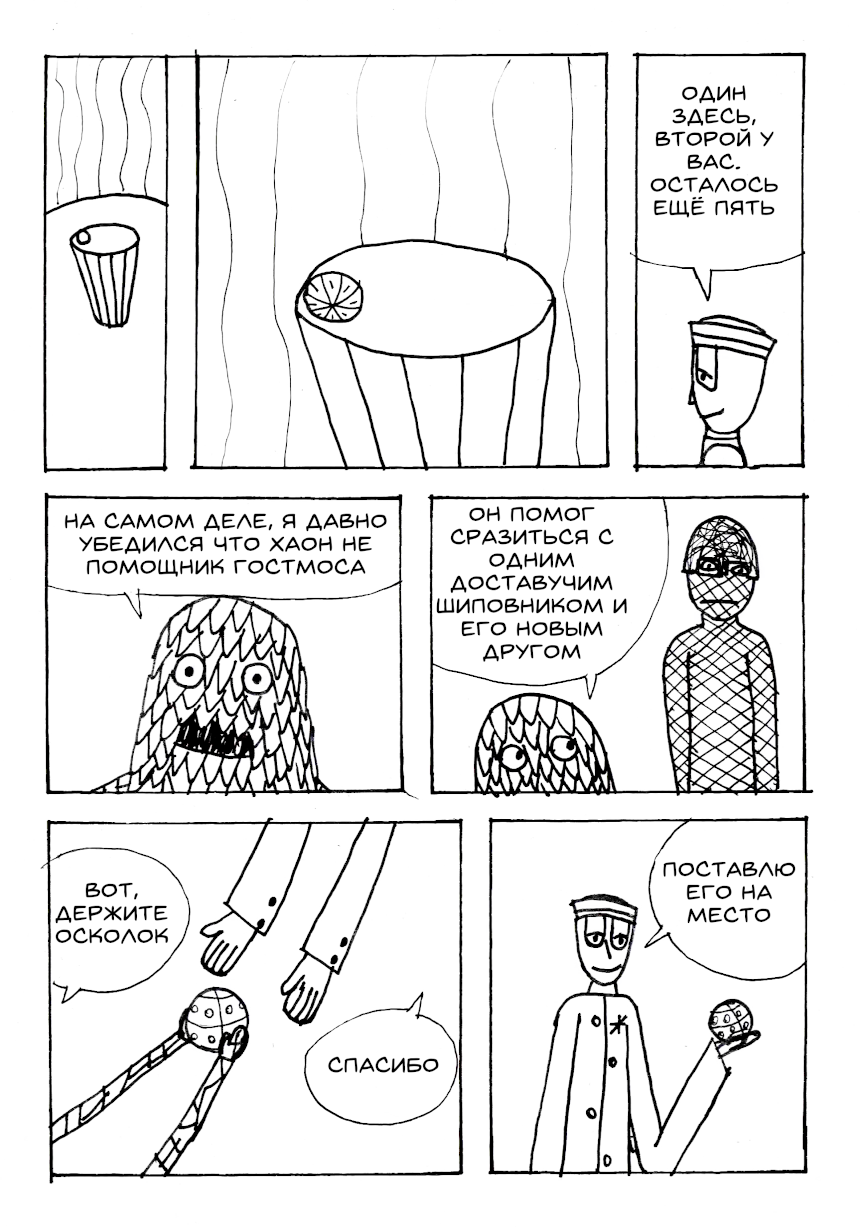 ОДИН
ЗДЕСЬ,
ВТОРОЙ У
ВАС.
ОСТАЛОСЬ
ЕЩЁ ПЯТЬ
НА САМОМ ДЕЛЕ, Я ДАВНО
УБЕДИЛСЯ ЧТО ХАОН НЕ
ПОМОЩНИК ГОСТМОСА
ОН ПОМОГ
СРАЗИТЬСЯ С
ОДНИМ
ДОСТАВУЧИМ
ШИПОВНИКОМ И
ЕГО НОВЫМ
ДРУГОМ
ВОТ,
ДЕРЖИТЕ
ОСКОЛОК
СПАСИБО
ПОСТАВЛЮ
ЕГО НА
МЕСТО